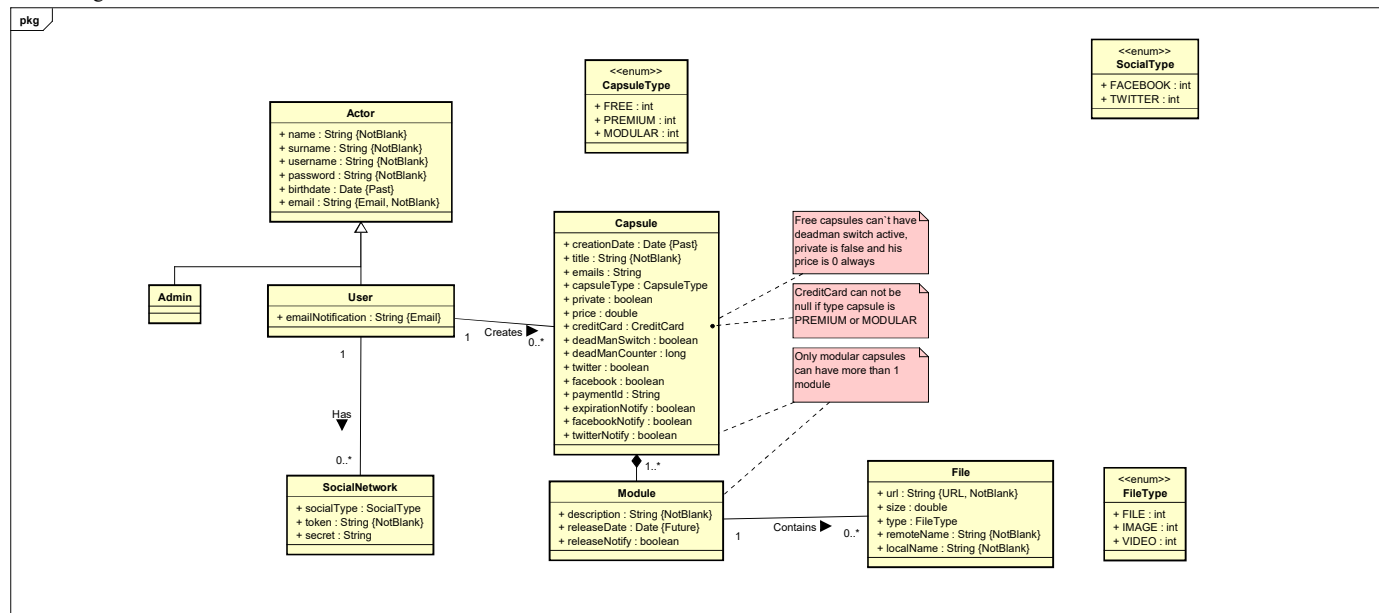 pkg
<<enum>>
SocialType
+ FACEBOOK : int
+ TWITTER : int
<<enum>>
CapsuleType
+ FREE : int
+ PREMIUM : int
+ MODULAR : int
Actor
+ name : String {NotBlank}
+ surname : String {NotBlank}
+ username : String {NotBlank}
+ password : String {NotBlank}
+ birthdate : Date {Past}
+ email : String {Email, NotBlank}
Admin
User
+ emailNotification : String {Email}
1
Creates
0..*
Capsule
+ creationDate : Date {Past}
+ title : String {NotBlank}
+ emails : String
+ capsuleType : CapsuleType
+ private : boolean
+ price : double
+ creditCard : CreditCard
+ deadManSwitch : boolean
+ deadManCounter : long
+ twitter : boolean
+ facebook : boolean
+ paymentId : String
+ expirationNotify : boolean
+ facebookNotify : boolean
+ twitterNotify : boolean
Free capsules can`t have
deadman switch active,
private is false and his
price is 0 always
CreditCard can not be
null if type capsule is
PREMIUM or MODULAR
Only modular capsules
can have more than 1
module
1
Has
0..*
SocialNetwork
+ socialType : SocialType
+ token : String {NotBlank}
+ secret : String
1..*
Module
+ description : String {NotBlank}
+ releaseDate : Date {Future}
+ releaseNotify : boolean
1
Contains
0..*
File
+ url : String {URL, NotBlank}
+ size : double
+ type : FileType
+ remoteName : String {NotBlank}
+ localName : String {NotBlank}
<<enum>>
FileType
+ FILE : int
+ IMAGE : int
+ VIDEO : int